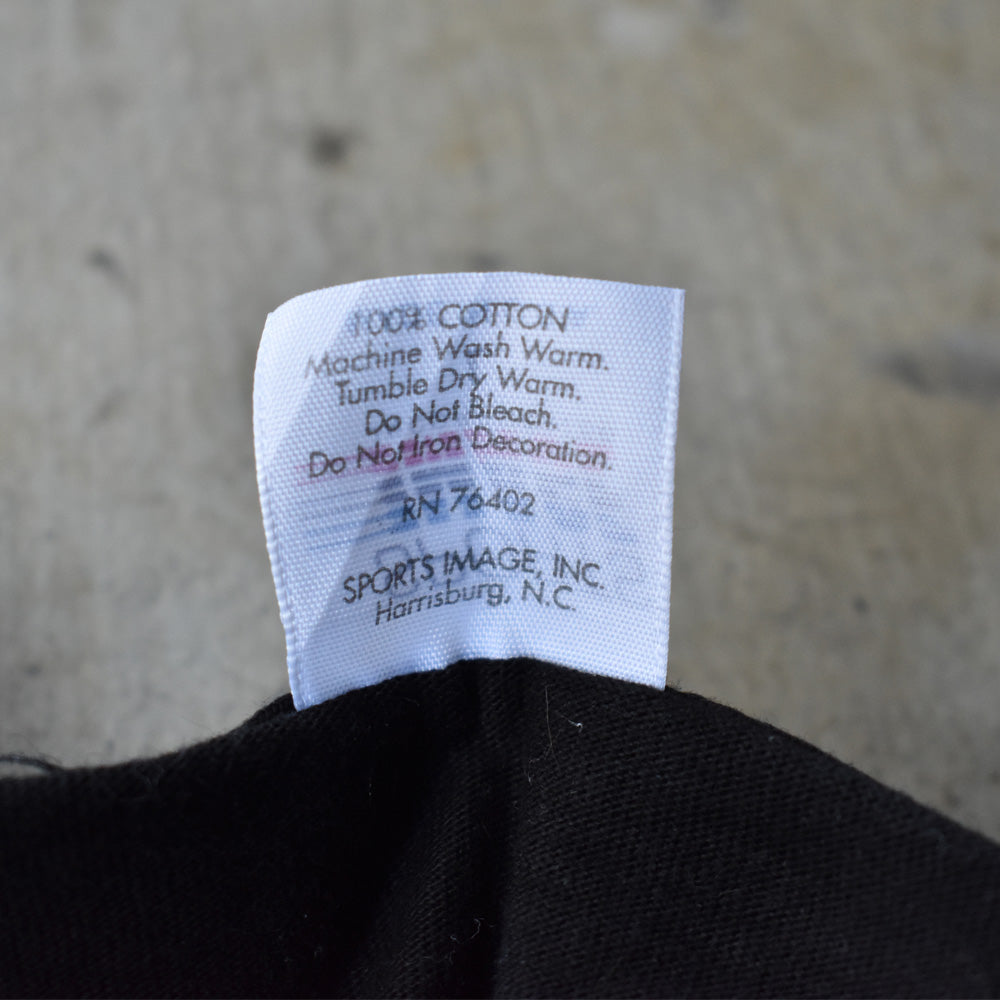 100% COTTON
Machine Wash Warm.
Tumble Dry Warm.
Do Not Bleach.
Do Not Iron Decoration.
RN 76402
SPORTS IMAGE, INC.
Harrisburg, N.C.